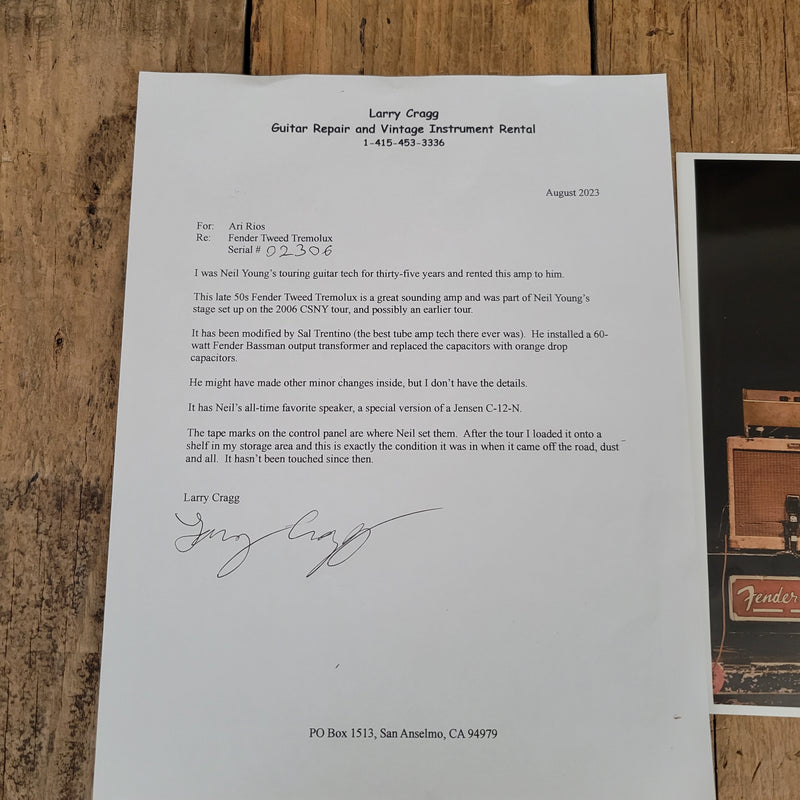 Larry Cragg
Guitar Repair and Vintage Instrument Rental
1-415-453-3336
August 2023
For: Ari Rios
Re: Fender Tweed Tremolux
Serial # 02306
I was Neil Young's touring guitar tech for thirty-five years and rented this amp to him.
This late 50s Fender Tweed Tremolux is a great sounding amp and was part of Neil Young's
stage set up on the 2006 CSNY tour, and possibly an earlier tour.
It has been modified by Sal Trentino (the best tube amp tech there ever was). He installed a 60-
watt Fender Bassman output transformer and replaced the capacitors with orange drop
capacitors.
He might have made other minor changes inside, but I don't have the details.
It has Neil's all-time favorite speaker, a special version of a Jensen C-12-N.
The tape marks on the control panel are where Neil set them. After the tour I loaded it onto a
shelf in my storage area and this is exactly the condition it was in when it came off the road, dust
and all. It hasn't been touched since then.
Larry Cragg
Larry Cragg
PO Box 1513, San Anselmo, CA 94979
Fender